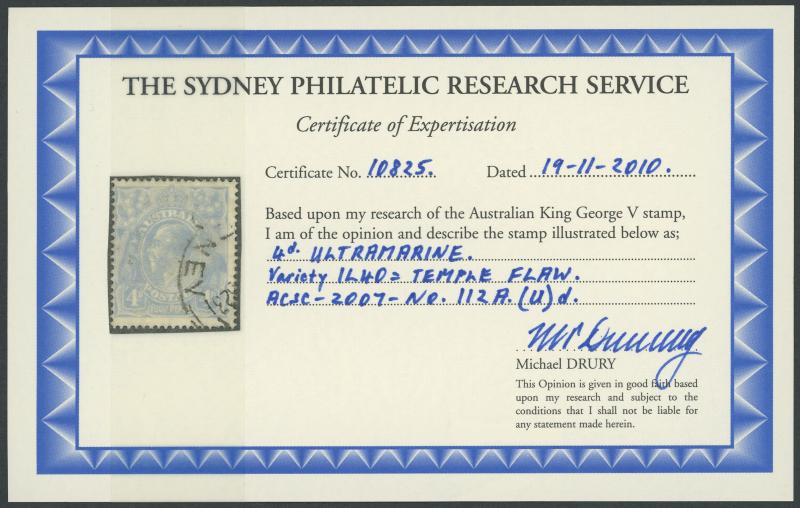 THE SYDNEY PHILATELIC RESEARCH SERVICE
Certificate of Expertisation
Certificate No. 10825. Dated 19-11-2010.
Based upon my research of the Australian King George V stamp,
I am of the opinion and describe the stamp illustrated below as;
4d. ULTRAMARINE.
Variety 1L40 = TEMPLE FLAW.
ACSC-2007-No. 112A.(U)d.
Michael DRURY
This Opinion is given in good faith based
upon my research and subject to the
conditions that I shall not be liable for
any statement made herein.